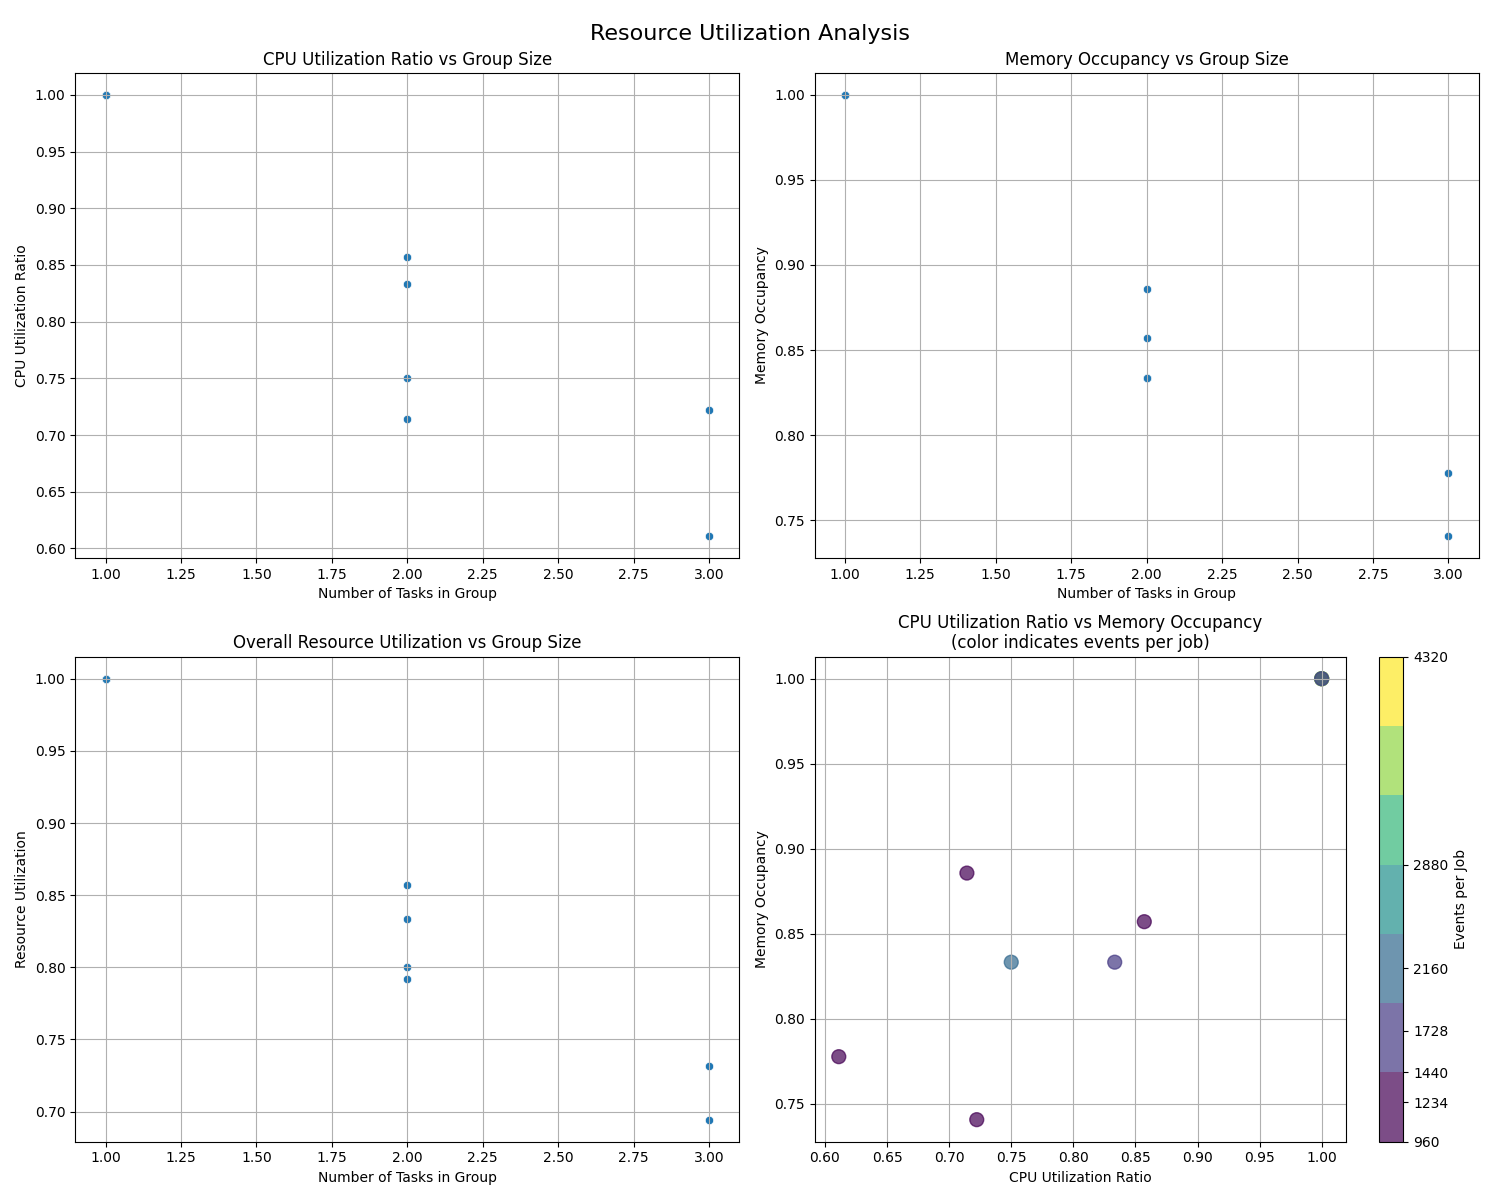 Resource Utilization Analysis
CPU Utilization Ratio vs Group Size
1.00
0.95
0.90
0.85
0.80
0.75
0.70
0.65
0.60
CPU Utilization Ratio
1.00 1.25 1.50 1.75 2.00 2.25 2.50 2.75 3.00
Number of Tasks in Group
Memory Occupancy vs Group Size
1.00
0.95
0.90
0.85
0.80
0.75
Memory Occupancy
1.00 1.25 1.50 1.75 2.00 2.25 2.50 2.75 3.00
Number of Tasks in Group
Overall Resource Utilization vs Group Size
1.00
0.95
0.90
0.85
0.80
0.75
0.70
Resource Utilization
1.00 1.25 1.50 1.75 2.00 2.25 2.50 2.75 3.00
Number of Tasks in Group
CPU Utilization Ratio vs Memory Occupancy
(color indicates events per job)
1.00
0.95
0.90
0.85
0.80
0.75
Memory Occupancy
0.60 0.65 0.70 0.75 0.80 0.85 0.90 0.95 1.00
CPU Utilization Ratio
4320
2880
2160
1728
1440
1234
960
Events per Job